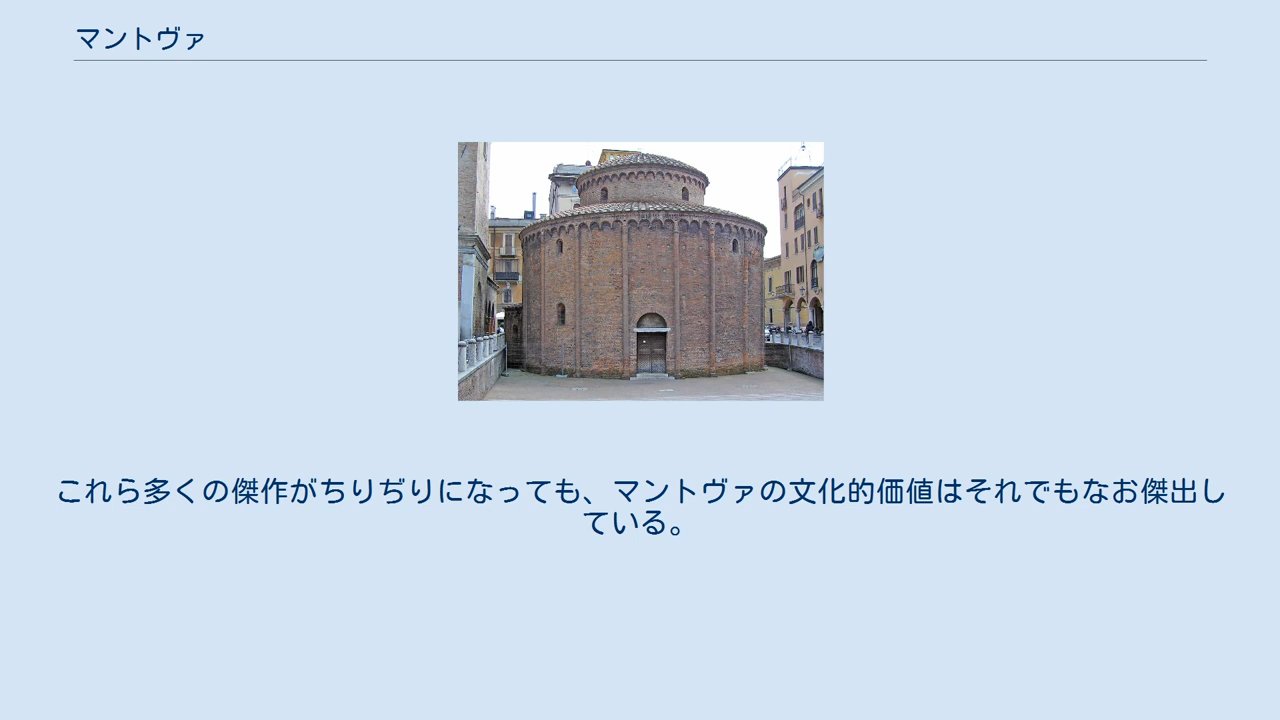 マントヴァ
これら多くの傑作がちりぢりになっても、マントヴァの文化的価値はそれでもなお傑出し
ている。